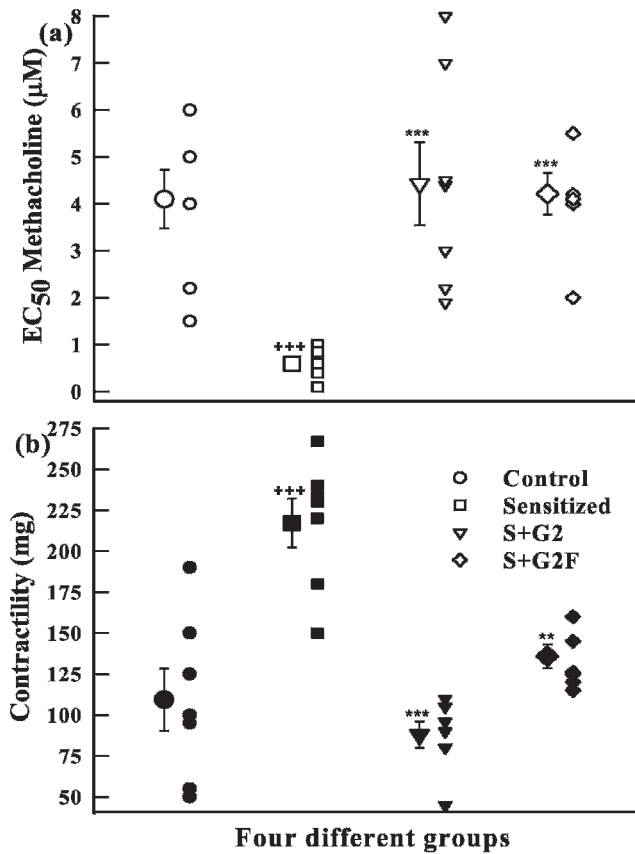 (a)
EC50 Methacholine (μM)
8
7
6
5
4
3
2
1
0
***
***
+++
(b)
Contractility (mg)
275
250
225
200
175
150
125
100
75
50
+++
***
**
Control
Sensitized
S+G2
S+G2F
Four different groups